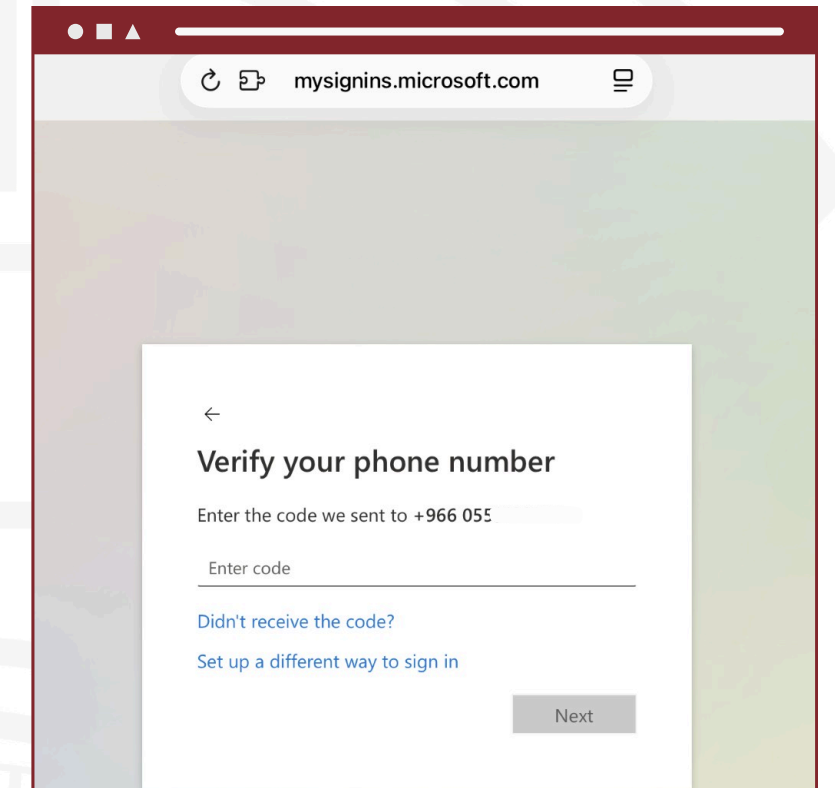 mysignins.microsoft.com
Verify your phone number
Enter the code we sent to +966 055
Enter code
Didn't receive the code?
Set up a different way to sign in
Next